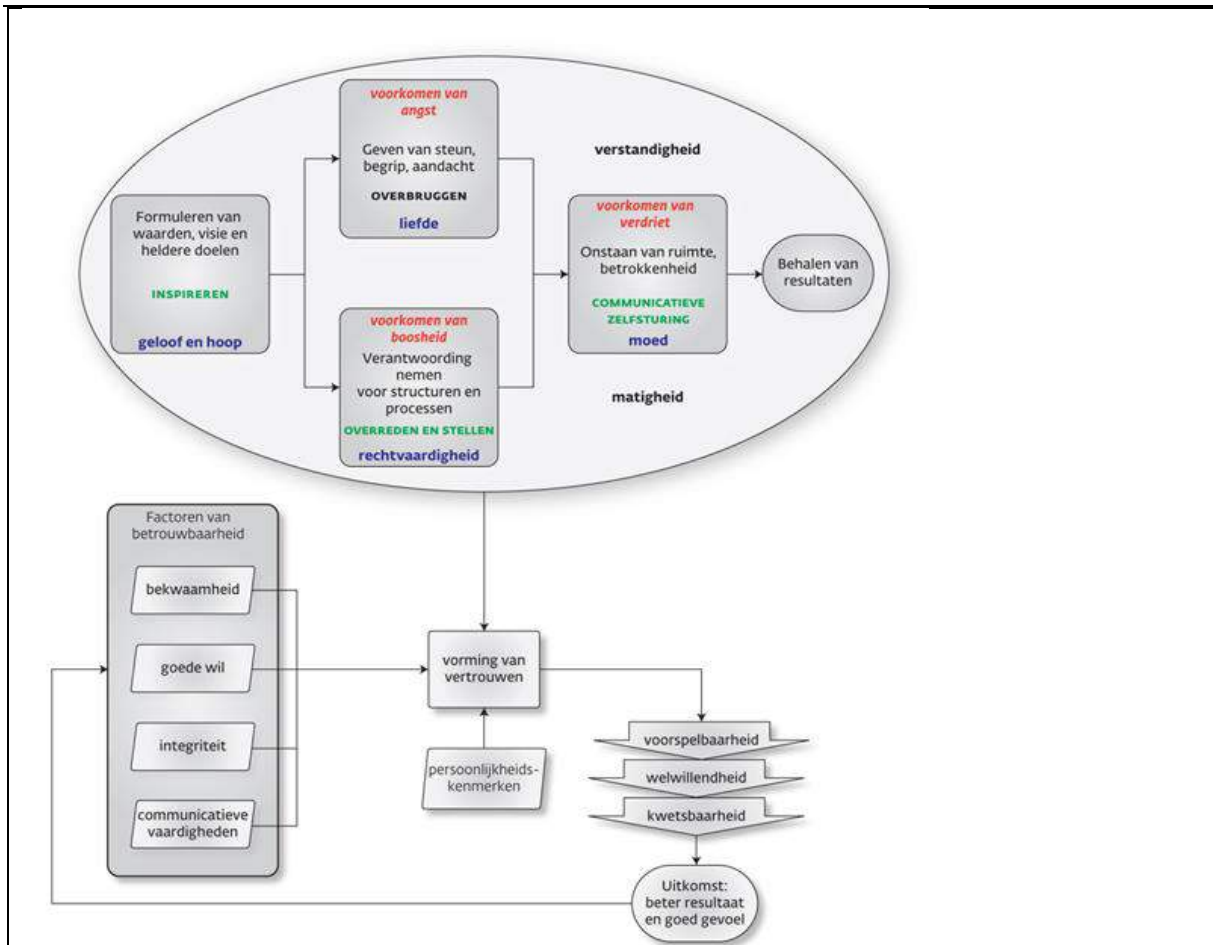 voorkomen van
angst
Geven van steun,
begrip, aandacht
OVERBRUGGEN
liefde
verstandigheid
Formuleren van
waarden, visie en
heldere doelen
INSPIREREN
geloof en hoop
voorkomen van
verdriet
Onstaan van ruimte,
betrokkenheid
COMMUNICATIEVE
ZELFSTURING
moed
Behalen van
resultaten
voorkomen van
boosheid
Verantwoording
nemen
voor structuren en
processen
OVERREDEN EN STELLEN
rechtvaardigheid
matigheid
Factoren van
betrouwbaarheid
bekwaamheid
goede wil
integriteit
communicatieve
vaardigheden
vorming van
vertrouwen
persoonlijkheids-
kenmerken
voorspelbaarheid
welwillendheid
kwetsbaarheid
Uitkomst:
beter resultaat
en goed gevoel